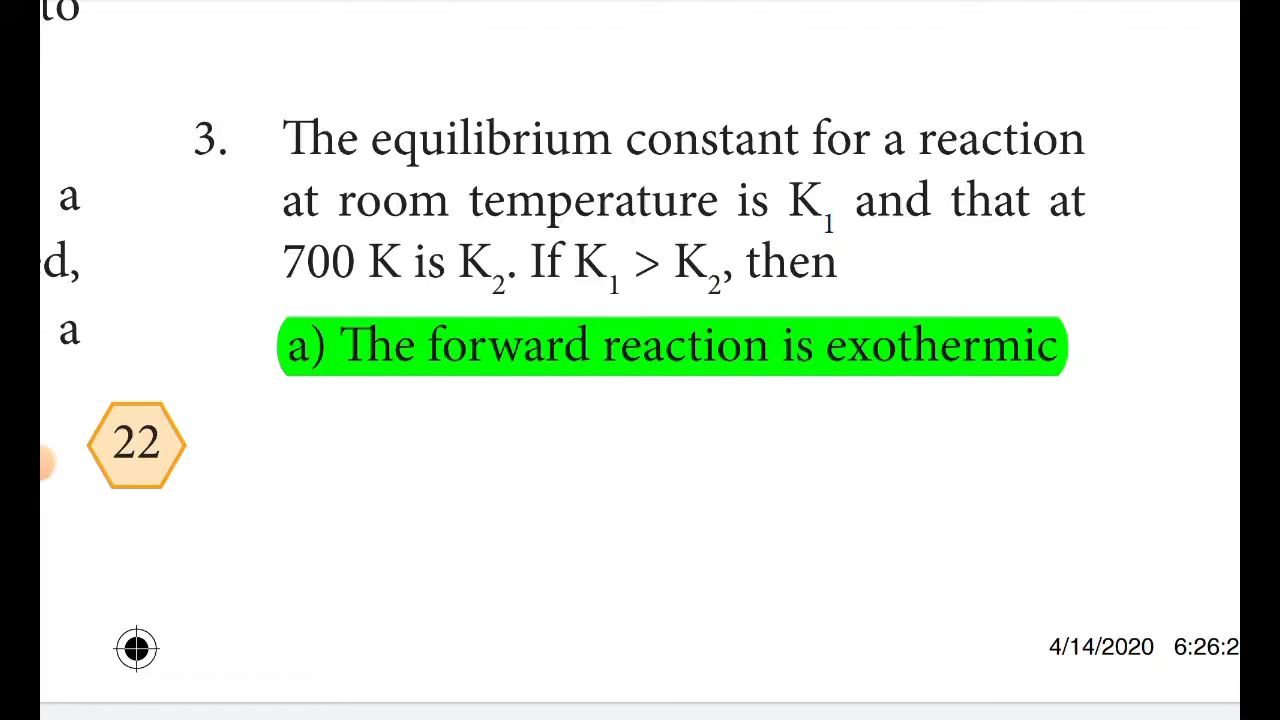 to
3. The equilibrium constant for a reaction
a at room temperature is K₁ and that at
d, 700 K is K₂. If K₁ > K₂, then
a a) The forward reaction is exothermic
22
4/14/2020 6:26:2